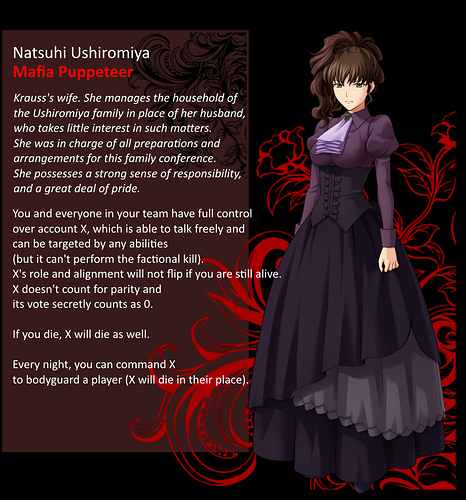 Natsuhi Ushiromiya
Mafia Puppeteer
Krauss's wife. She manages the household of
the Ushiromiya family in place of her husband,
who takes little interest in such matters.
She was in charge of all preparations and
arrangements for this family conference.
She possesses a strong sense of responsibility,
and a great deal of pride.
You and everyone in your team have full control
over account X, which is able to talk freely and
can be targeted by any abilities
(but it can't perform the factional kill).
X's role and alignment will not flip if you are still alive.
X doesn't count for parity and
its vote secretly counts as 0.
If you die, X will die as well.
Every night, you can command X
to bodyguard a player (X will die in their place).